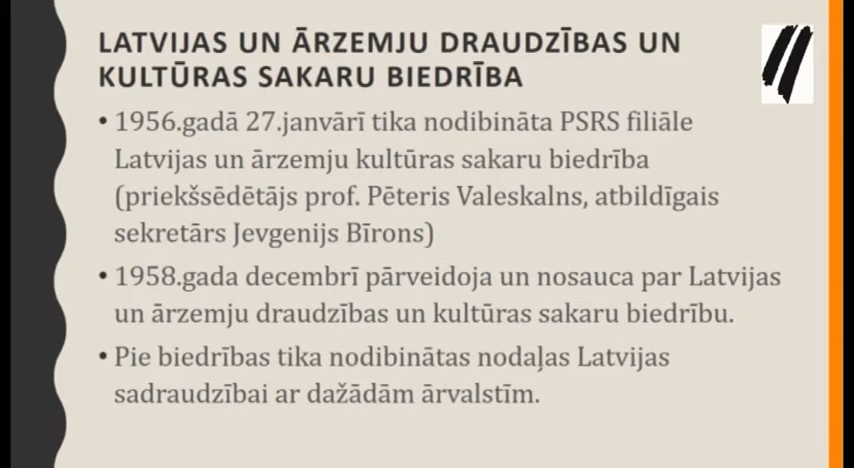 LATVIJAS UN ĀRZEMJU DRAUDZĪBAS UN
KULTŪRAS SAKARU BIEDRĪBA
• 1956.gadā 27.janvārī tika nodibināta PSRS filiāle
Latvijas un ārzemju kultūras sakaru biedrība
(priekšsēdētājs prof. Pēteris Valeskalns, atbildīgais
sekretārs Jevgenijs Bīrons)
• 1958.gada decembrī pārveidoja un nosauca par Latvijas
un ārzemju draudzības un kultūras sakaru biedrību.
• Pie biedrības tika nodibinātas nodaļas Latvijas
sadraudzībai ar dažādām ārvalstīm.